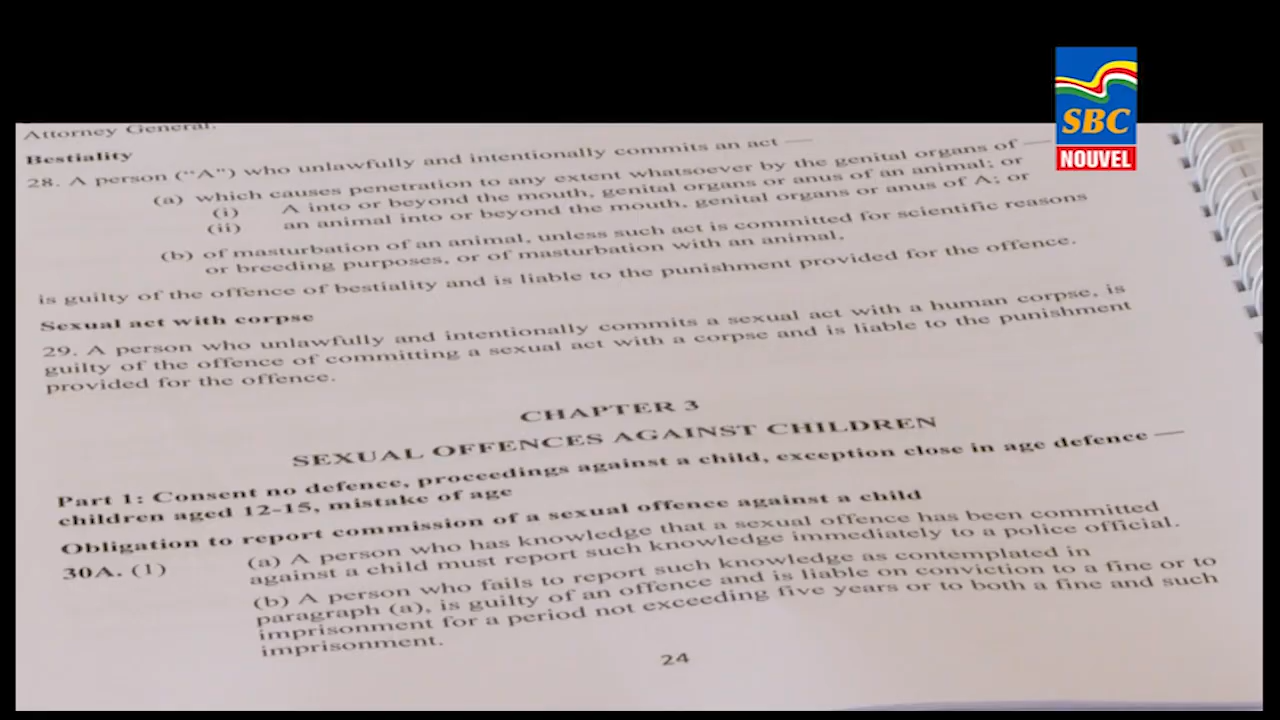 Attorney General.
Bestiality
28. A person ("A") who unlawfully and intentionally commits an act —
(a) which causes penetration to any extent whatsoever by the genital organs of —
(i) A into or beyond the mouth, genital organs or anus of an animal; or
(ii) an animal into or beyond the mouth, genital organs or anus of A; or
(b) of masturbation of an animal, unless such act is committed for scientific reasons
or breeding purposes, or of masturbation with an animal,
is guilty of the offence of bestiality and is liable to the punishment provided for the offence.
Sexual act with corpse
29. A person who unlawfully and intentionally commits a sexual act with a human corpse, is
guilty of the offence of committing a sexual act with a corpse and is liable to the punishment
provided for the offence.
CHAPTER 3
SEXUAL OFFENCES AGAINST CHILDREN
Part 1: Consent no defence, proceedings against a child, exception close in age defence —
children aged 12-15, mistake of age
Obligation to report commission of a sexual offence against a child
30A. (1) (a) A person who has knowledge that a sexual offence has been committed
against a child must report such knowledge immediately to a police official.
(b) A person who fails to report such knowledge as contemplated in
paragraph (a), is guilty of an offence and is liable on conviction to a fine or to
imprisonment for a period not exceeding five years or to both a fine and such
imprisonment.
24
SBC
NOUVEL